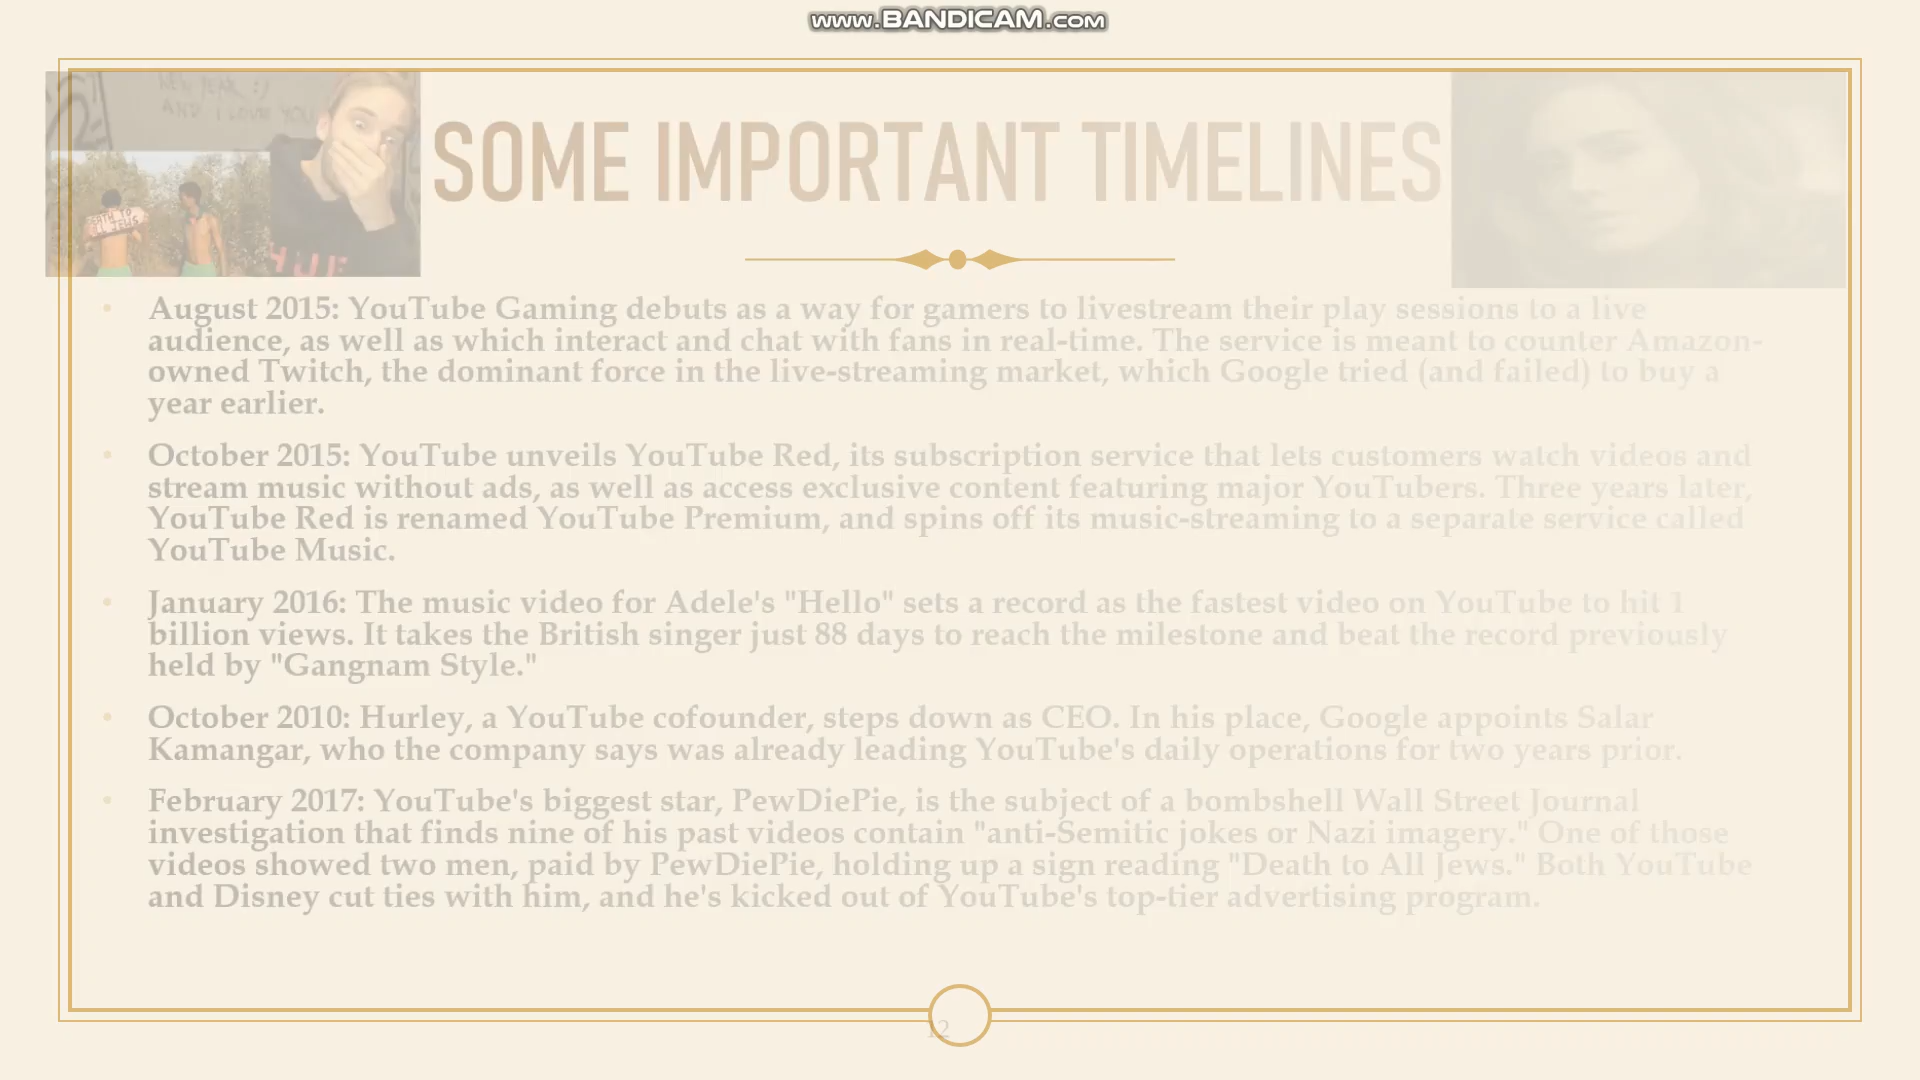 www.BANDICAM.com
NEW YEAR :)
AND I LOVE YOU
DEATH TO
ALL JEWS
SOME IMPORTANT TIMELINES
• August 2015: YouTube Gaming debuts as a way for gamers to livestream their play sessions to a live
audience, as well as which interact and chat with fans in real-time. The service is meant to counter Amazon-
owned Twitch, the dominant force in the live-streaming market, which Google tried (and failed) to buy a
year earlier.
• October 2015: YouTube unveils YouTube Red, its subscription service that lets customers watch videos and
stream music without ads, as well as access exclusive content featuring major YouTubers. Three years later,
YouTube Red is renamed YouTube Premium, and spins off its music-streaming to a separate service called
YouTube Music.
• January 2016: The music video for Adele's "Hello" sets a record as the fastest video on YouTube to hit 1
billion views. It takes the British singer just 88 days to reach the milestone and beat the record previously
held by "Gangnam Style."
• October 2010: Hurley, a YouTube cofounder, steps down as CEO. In his place, Google appoints Salar
Kamangar, who the company says was already leading YouTube's daily operations for two years prior.
• February 2017: YouTube's biggest star, PewDiePie, is the subject of a bombshell Wall Street Journal
investigation that finds nine of his past videos contain "anti-Semitic jokes or Nazi imagery." One of those
videos showed two men, paid by PewDiePie, holding up a sign reading "Death to All Jews." Both YouTube
and Disney cut ties with him, and he's kicked out of YouTube's top-tier advertising program.
12